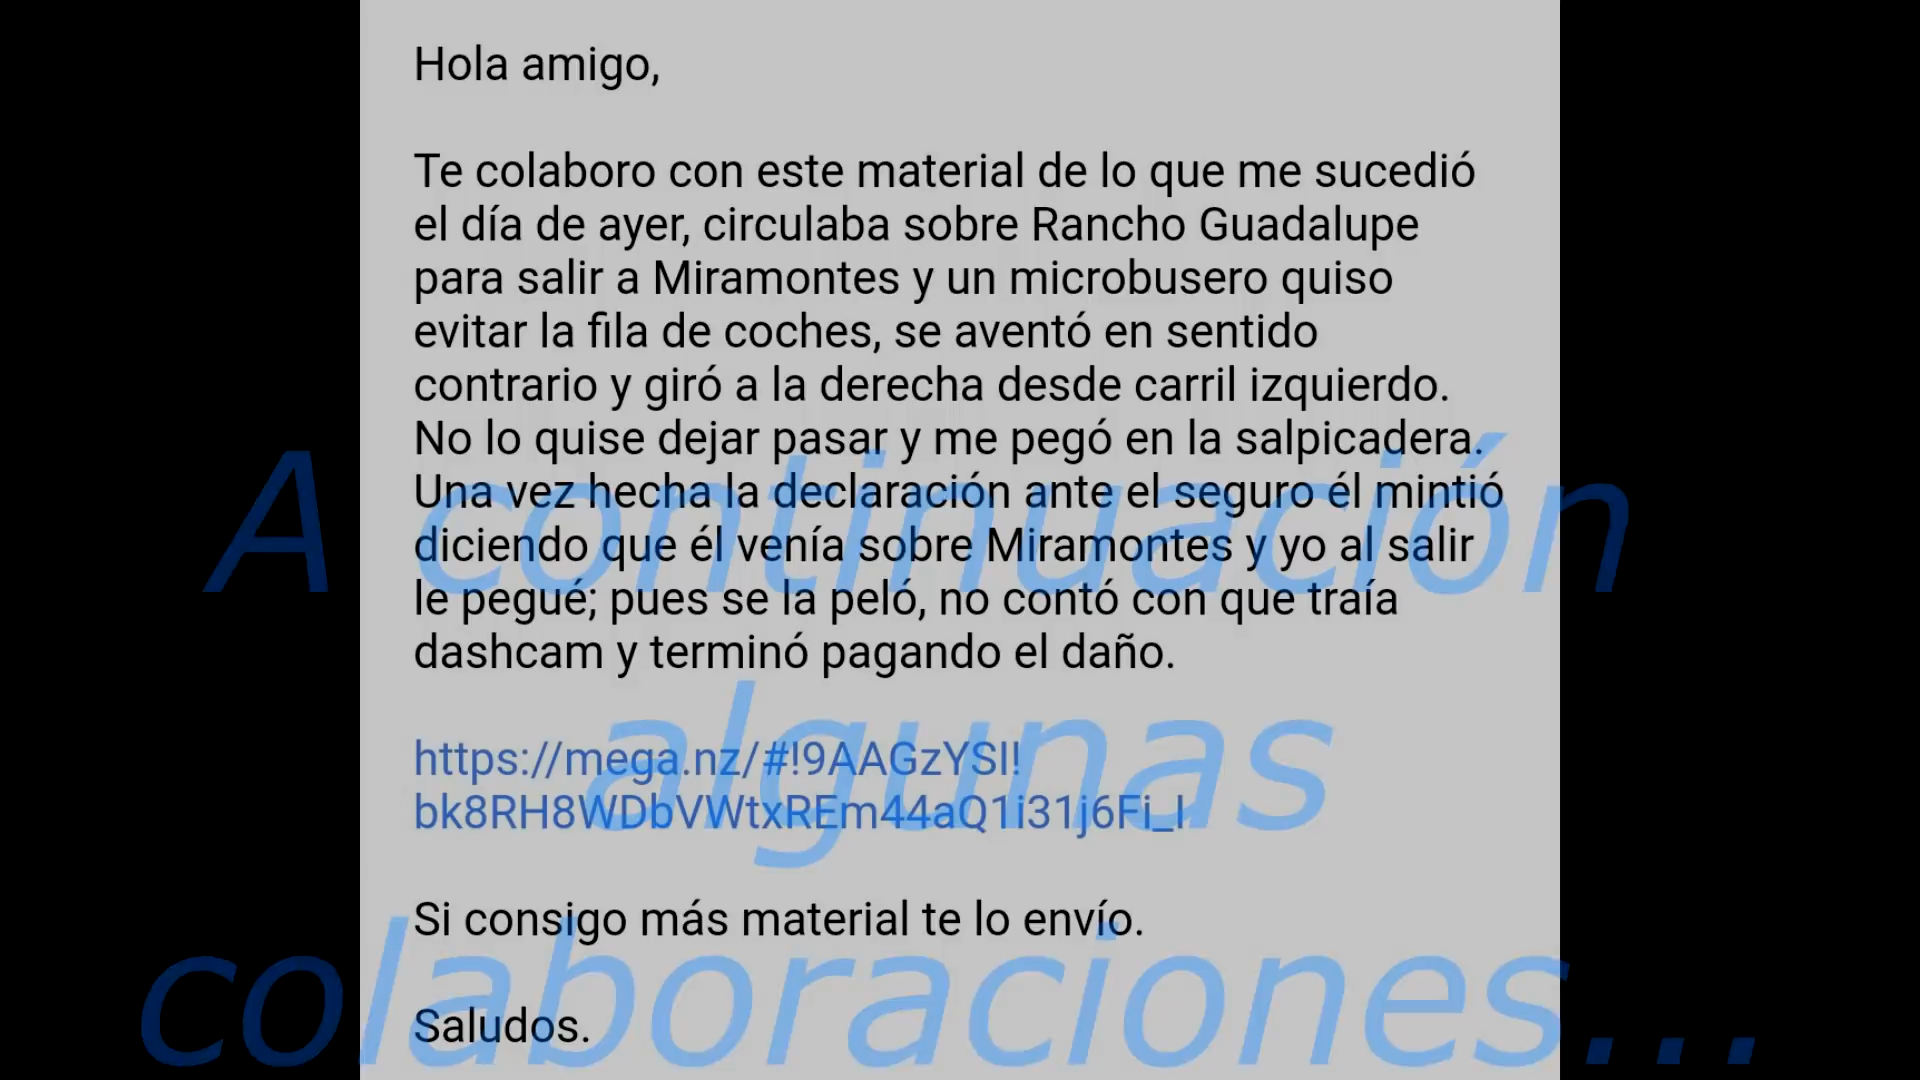 Hola amigo,
Te colaboro con este material de lo que me sucedió
el día de ayer, circulaba sobre Rancho Guadalupe
para salir a Miramontes y un microbusero quiso
evitar la fila de coches, se aventó en sentido
contrario y giró a la derecha desde carril izquierdo.
No lo quise dejar pasar y me pegó en la salpicadera.
Una vez hecha la declaración ante el seguro él mintió
diciendo que él venía sobre Miramontes y yo al salir
le pegué; pues se la peló, no contó con que traía
dashcam y terminó pagando el daño.
https://mega.nz/#!9AAGzYSI!
bk8RH8WDbVWtxREm44aQ1i31j6Fi_I
Si consigo más material te lo envío.
Saludos.
A continuación
algunas
colaboraciones...